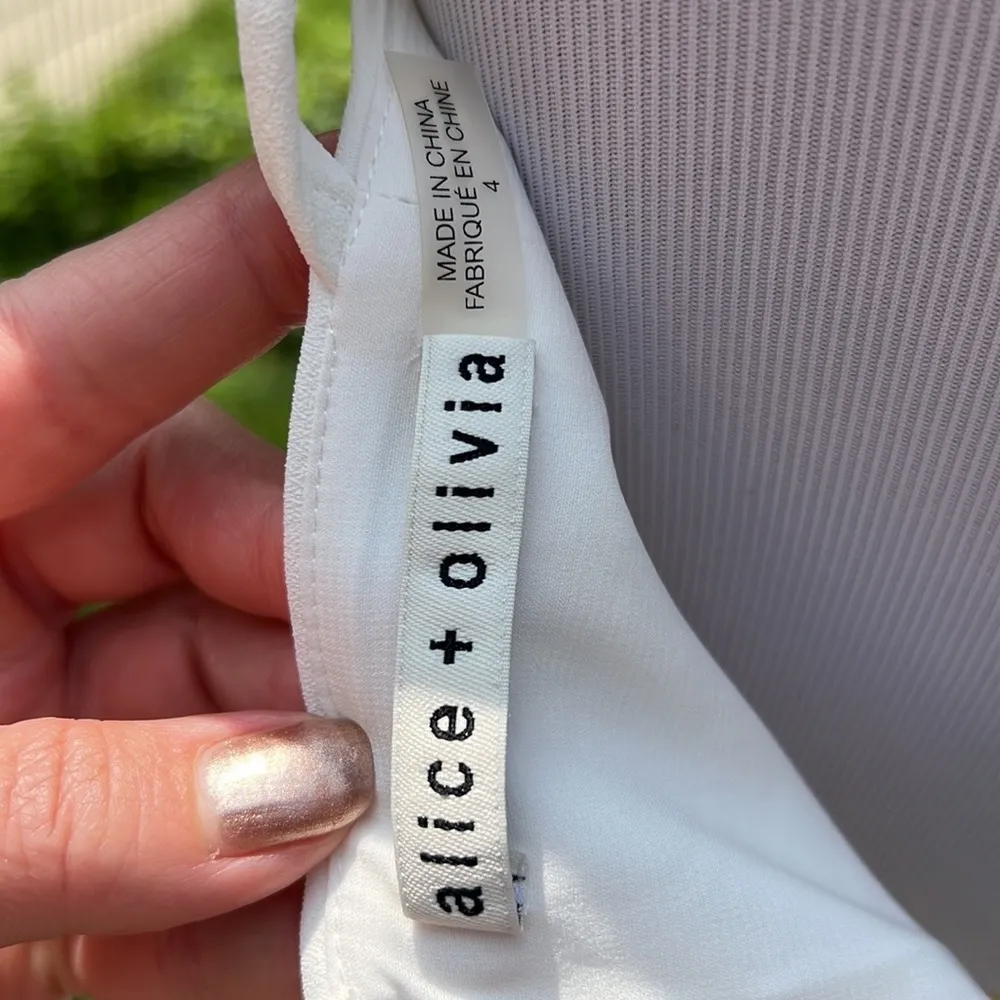 MADE IN CHINA
FABRIQUÉ EN CHINE
4
alice + olivia